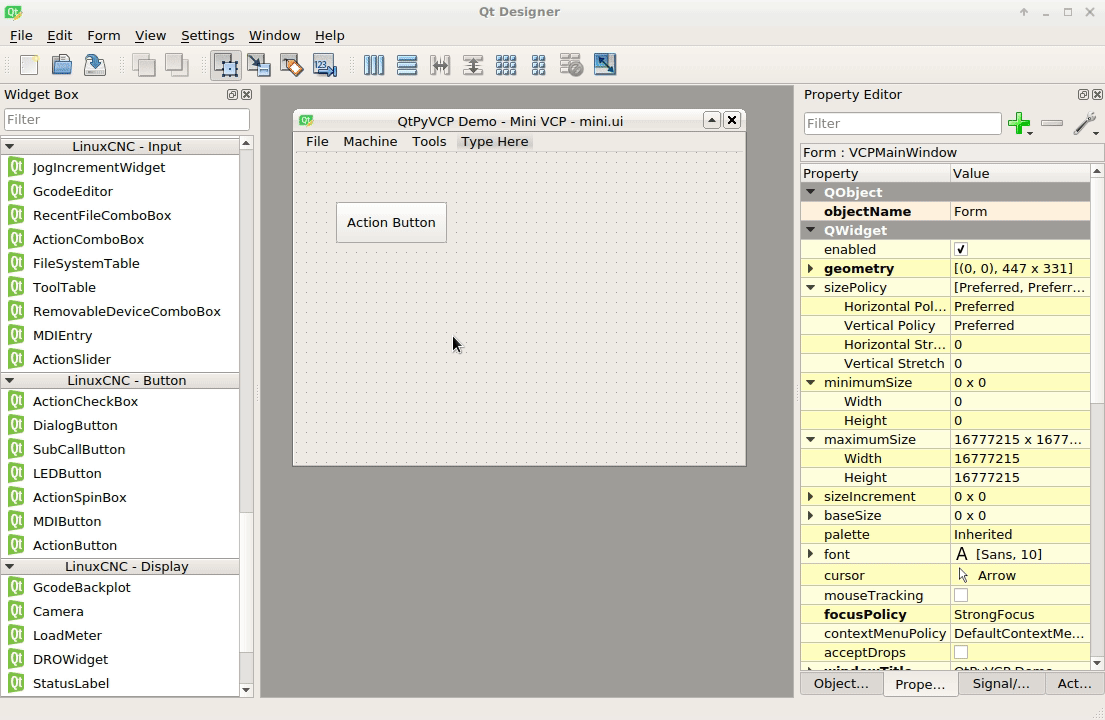 Qt Designer
File Edit Form View Settings Window Help
Widget Box
Filter
LinuxCNC - Input
JogIncrementWidget
GcodeEditor
RecentFileComboBox
ActionComboBox
FileSystemTable
ToolTable
RemovableDeviceComboBox
MDIEntry
ActionSlider
LinuxCNC - Button
ActionCheckBox
DialogButton
SubCallButton
LEDButton
ActionSpinBox
MDIButton
ActionButton
LinuxCNC - Display
GcodeBackplot
Camera
LoadMeter
DROWidget
StatusLabel
QtPyVCP Demo - Mini VCP - mini.ui
File Machine Tools Type Here
Action Button
Property Editor
Filter
Form : VCPMainWindow
Property Value
QObject
objectName Form
QWidget
enabled
geometry [(0, 0), 447 x 331]
sizePolicy [Preferred, Preferr...
Horizontal Pol... Preferred
Vertical Policy Preferred
Horizontal Str... 0
Vertical Stretch 0
minimumSize 0 x 0
Width 0
Height 0
maximumSize 16777215 x 1677...
Width 16777215
Height 16777215
sizeIncrement 0 x 0
baseSize 0 x 0
palette Inherited
font A [Sans, 10]
cursor Arrow
mouseTracking
focusPolicy StrongFocus
contextMenuPolicy DefaultContextMe...
acceptDrops
windowTitle QtPyVCP Demo
Object... Prope... Signal/... Act...